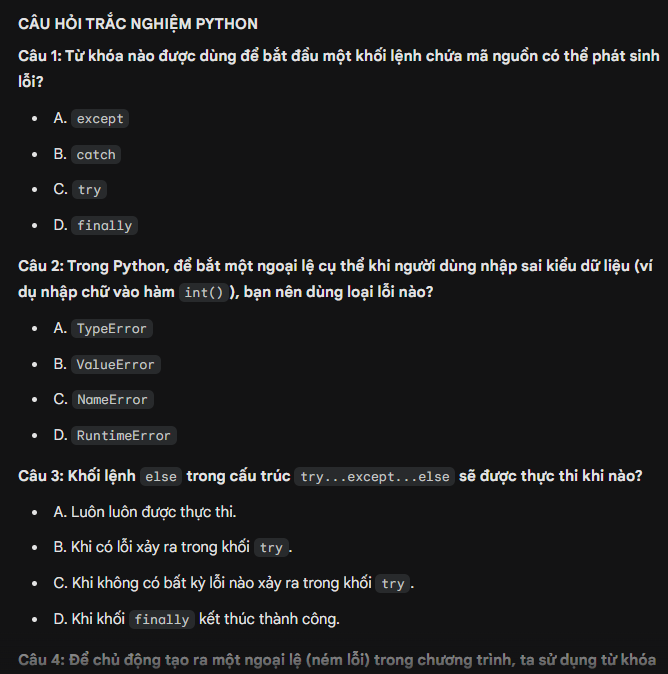 CÂU HỎI TRẮC NGHIỆM PYTHON
Câu 1: Từ khóa nào được dùng để bắt đầu một khối lệnh chứa mã nguồn có thể phát sinh
lỗi?
A. except
B. catch
C. try
D. finally
Câu 2: Trong Python, để bắt một ngoại lệ cụ thể khi người dùng nhập sai kiểu dữ liệu (ví
dụ nhập chữ vào hàm int()), bạn nên dùng loại lỗi nào?
A. TypeError
B. ValueError
C. NameError
D. RuntimeError
Câu 3: Khối lệnh else trong cấu trúc try...except...else sẽ được thực thi khi nào?
A. Luôn luôn được thực thi.
B. Khi có lỗi xảy ra trong khối try.
C. Khi không có bất kỳ lỗi nào xảy ra trong khối try.
D. Khi khối finally kết thúc thành công.
Câu 4: Để chủ động tạo ra một ngoại lệ (ném lỗi) trong chương trình, ta sử dụng từ khóa